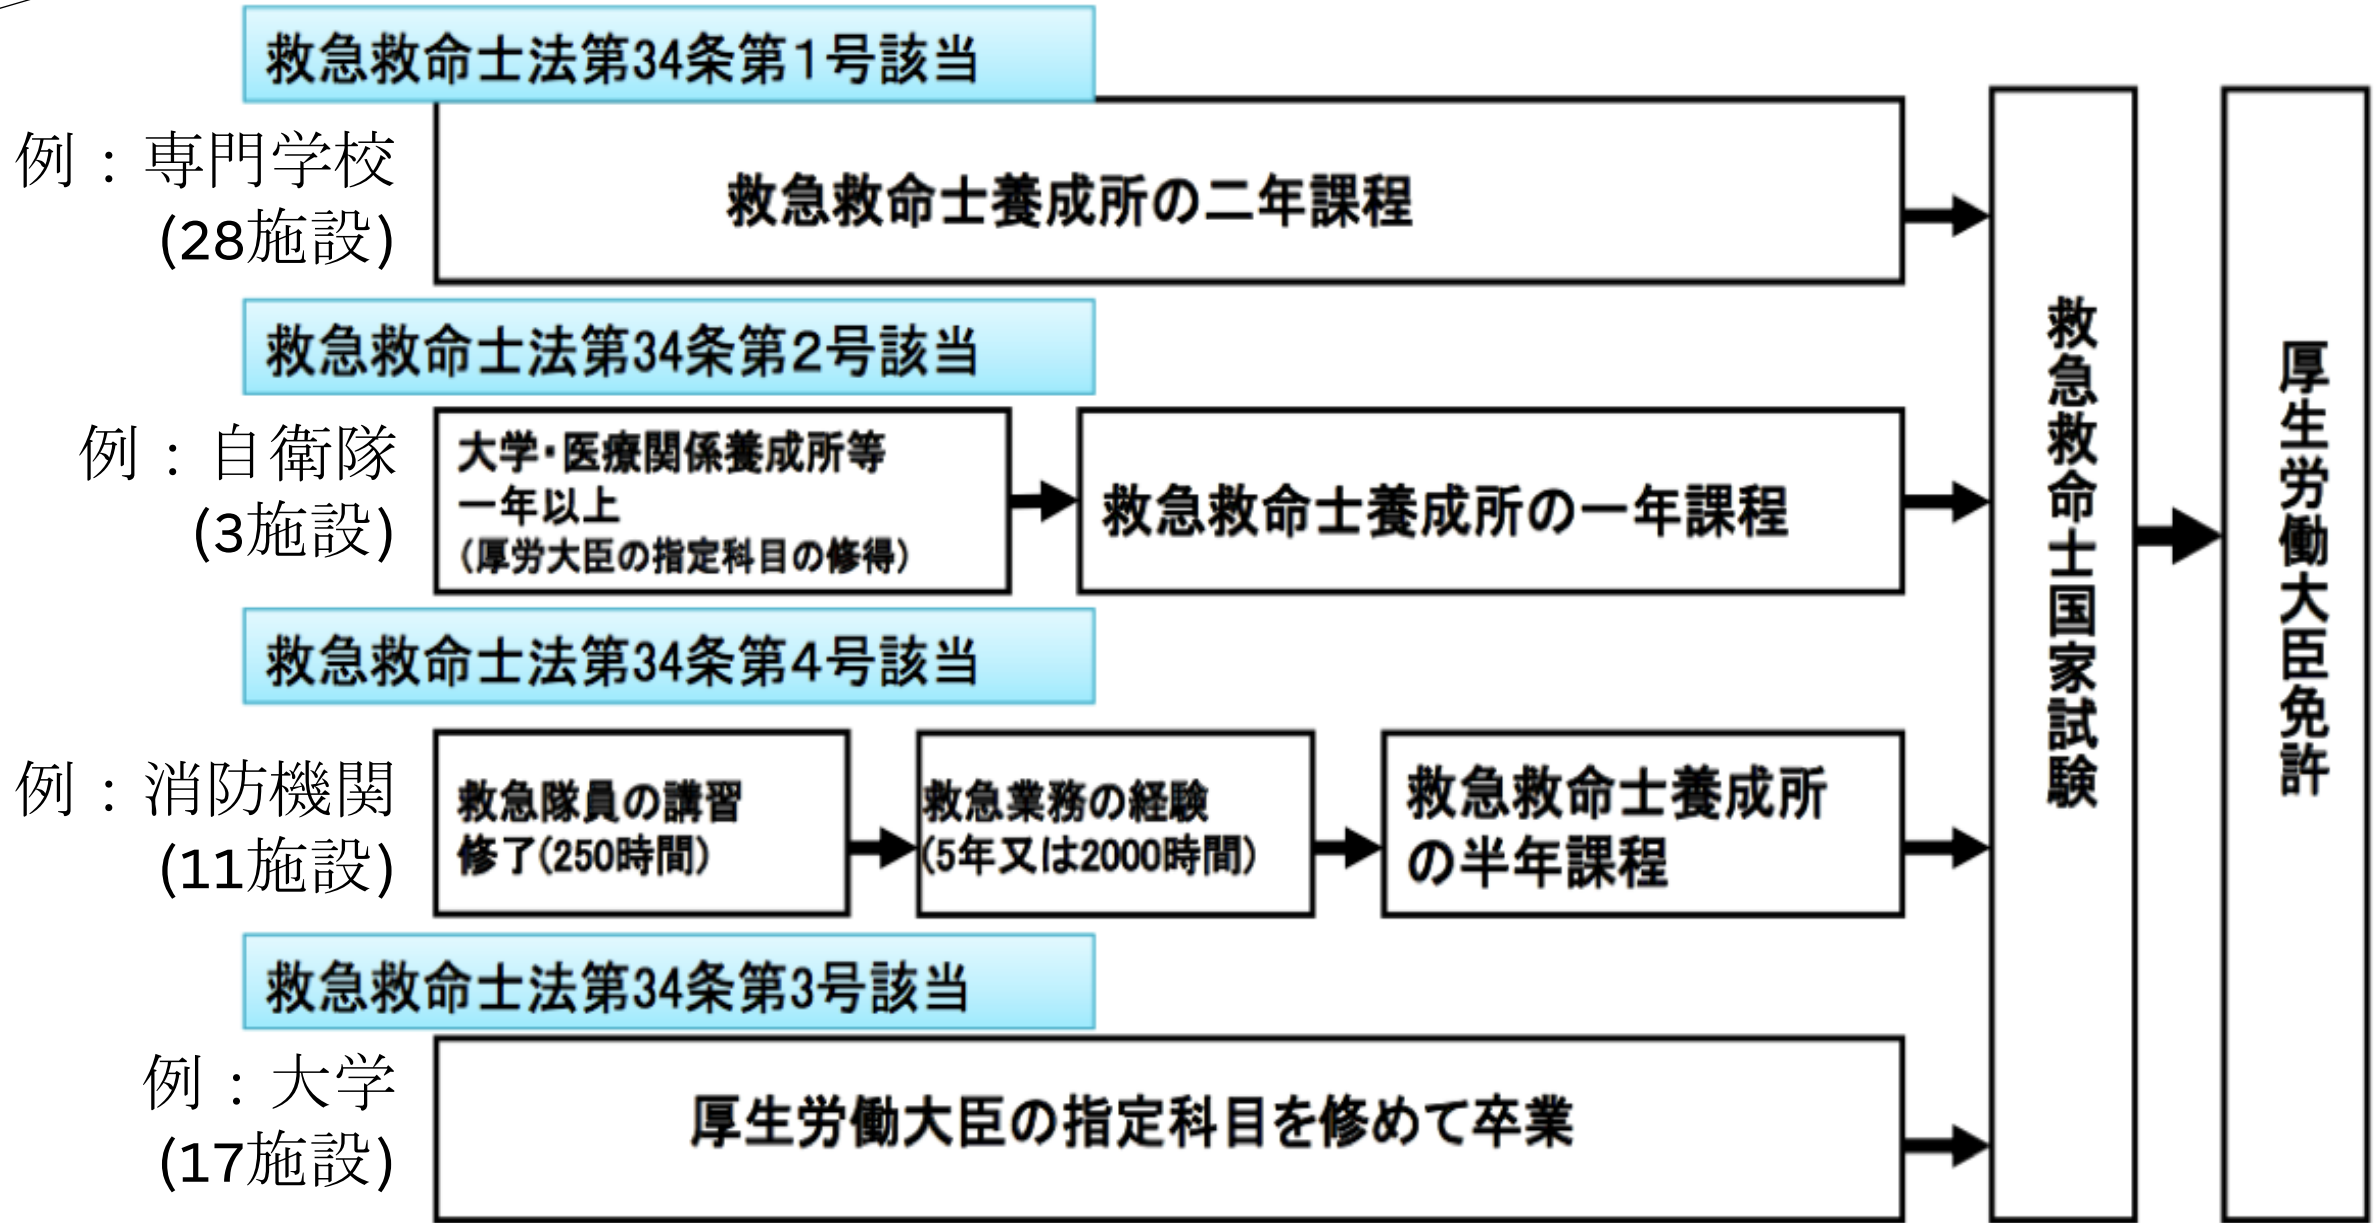 救急救命士法第34条第1号該当
例：専門学校
(28施設)
救急救命士養成所の二年課程
救急救命士法第34条第2号該当
例：自衛隊
(3施設)
大学・医療関係養成所等
一年以上
（厚労大臣の指定科目の修得）
救急救命士養成所の一年課程
救急救命士法第34条第4号該当
例：消防機関
(11施設)
救急隊員の講習
修了(250時間)
救急業務の経験
(5年又は2000時間)
救急救命士養成所
の半年課程
救急救命士法第34条第3号該当
例：大学
(17施設)
厚生労働大臣の指定科目を修めて卒業
救急救命士国家試験
厚生労働大臣免許